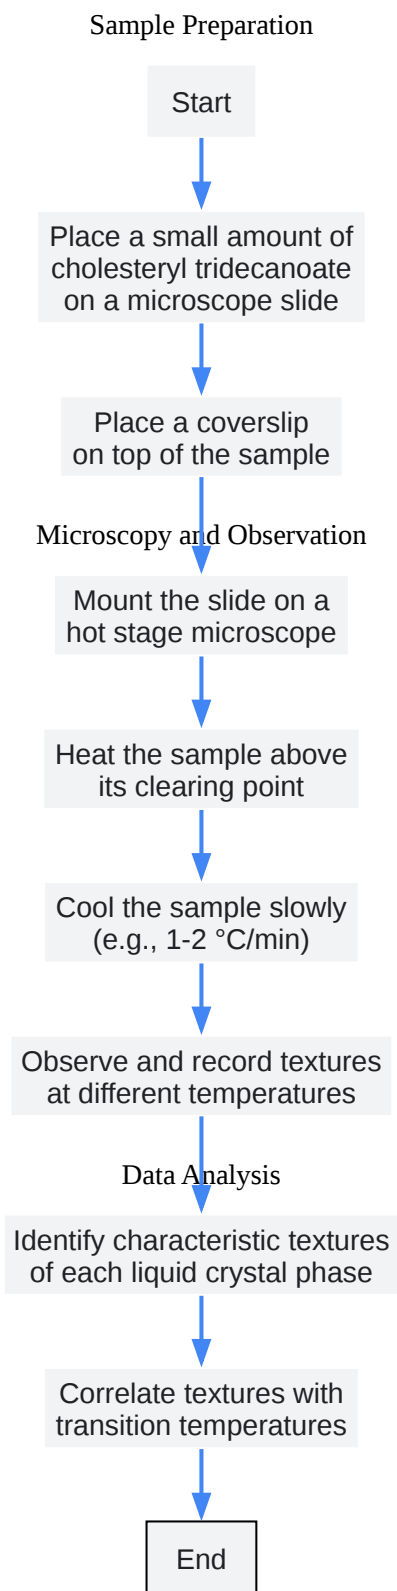 Sample Preparation
Start
Place a small amount of
cholesteryl tridecanoate
on a microscope slide
Place a coverslip
on top of the sample
Microscopy and Observation
Mount the slide on a
hot stage microscope
Heat the sample above
its clearing point
Cool the sample slowly
(e.g., 1-2 °C/min)
Observe and record textures
at different temperatures
Data Analysis
Identify characteristic textures
of each liquid crystal phase
Correlate textures with
transition temperatures
End